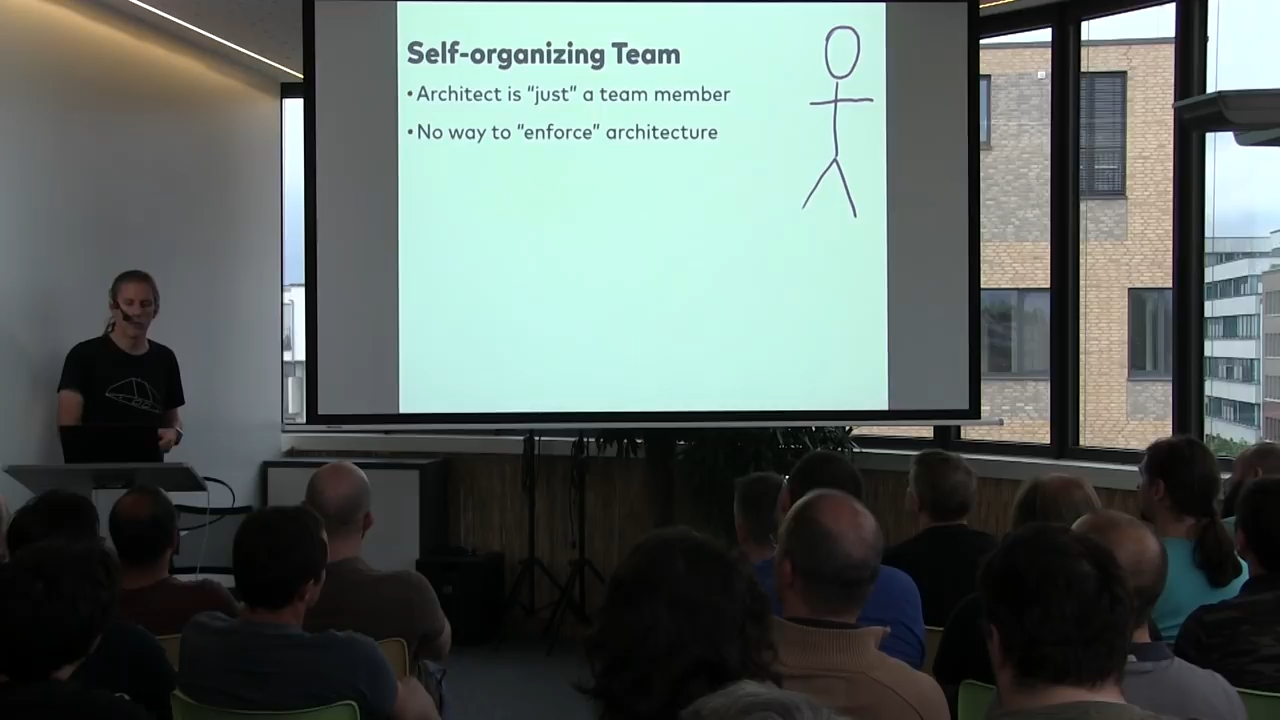 Self-organizing Team
•Architect is "just" a team member
•No way to "enforce" architecture